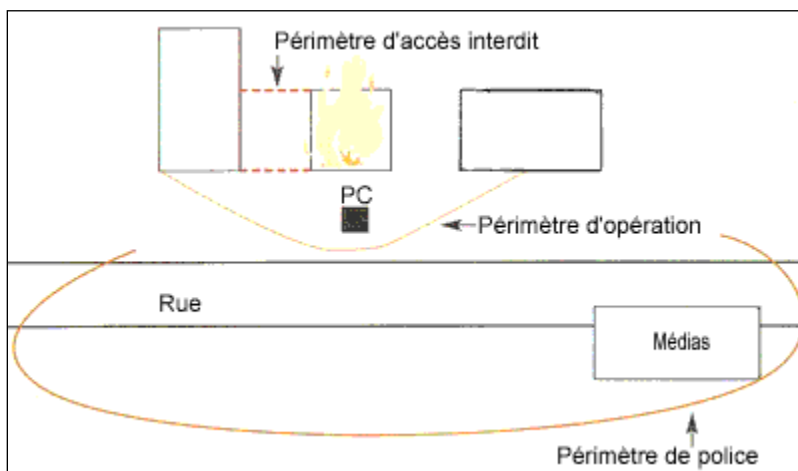 Périmètre d'accès interdit
PC
Périmètre d'opération
Rue
Médias
Périmètre de police